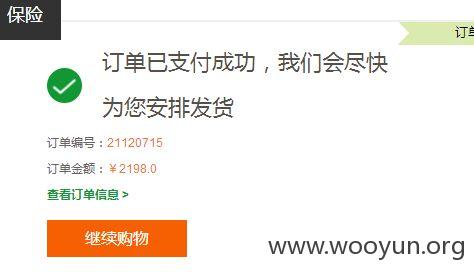 保险
订单已支付成功，我们会尽快
为您安排发货
订单编号：21120715
订单金额：￥2198.0
查看订单信息 >
继续购物
www.wooyun.org